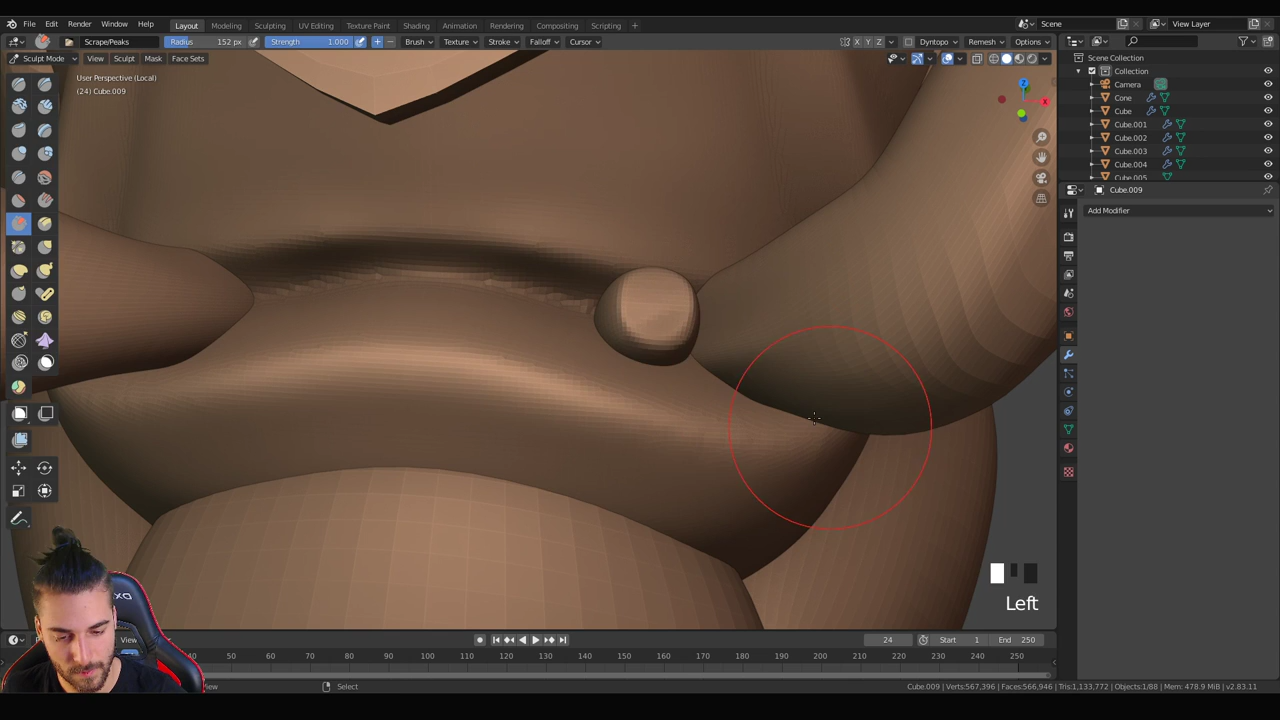 File Edit Render Window Help Layout Modeling Sculpting UV Editing Texture Paint Shading Animation Rendering Compositing Scripting + Scene View Layer
Scrape/Peaks Radius 152 px Strength 1.000 + - Brush Texture Stroke Falloff Cursor X Y Z Dyntopo Remesh Options
Sculpt Mode View Sculpt Mask Face Sets
User Perspective (Local)
(24) Cube.009
Z
X
Scene Collection
Collection
Camera
Cone
Cube
Cube.001
Cube.002
Cube.003
Cube.004
Cube.005
Cube.009
Add Modifier
Left
View 24 Start 1 End 250
40 50 60 70 80 90 100 110 120 130 140 150 160 170 180 190 200 210 220 230 240 250
Select Cube.009 | Verts:567,396 | Faces:566,946 | Tris:1,133,772 | Objects:1/88 | Mem: 478.9 MiB | v2.83.11